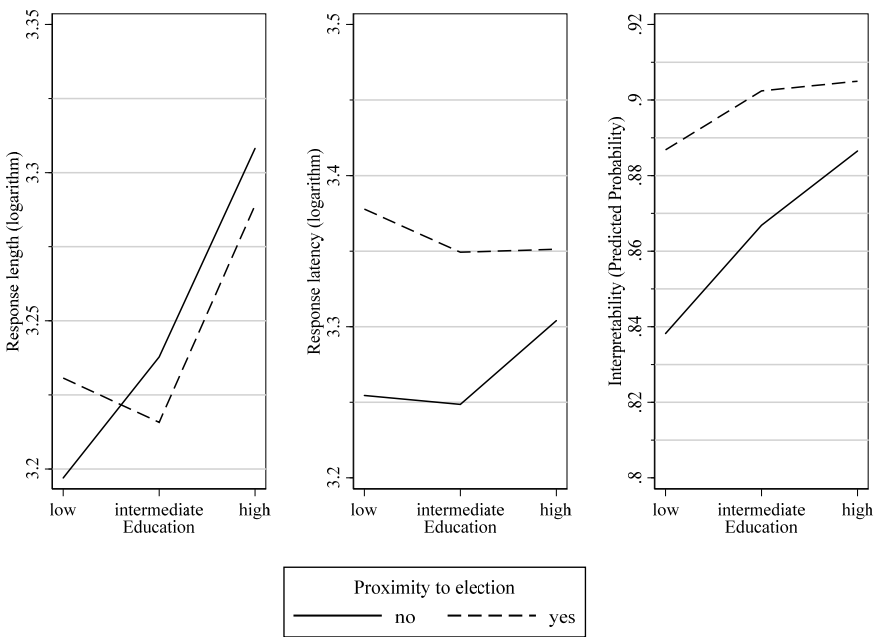 Response length (logarithm)
3.35
3.3
3.25
3.2
low intermediate high
Education
Response latency (logarithm)
3.5
3.4
3.3
3.2
low intermediate high
Education
Interpretability (Predicted Probability)
.92
.9
.88
.86
.84
.82
.8
low intermediate high
Education
Proximity to election
no yes